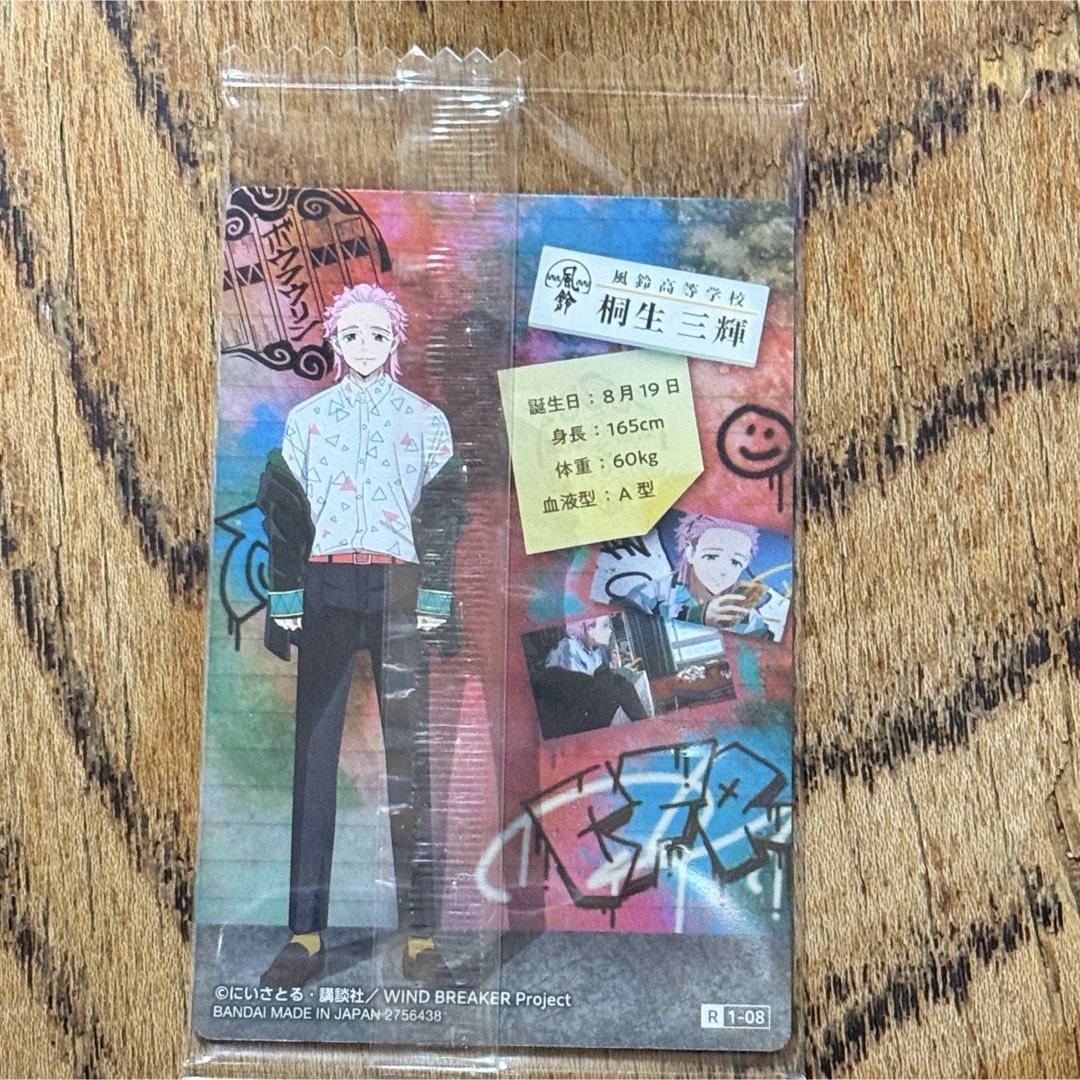 ボウフウリン
風鈴
風鈴高等学校
桐生 三輝
誕生日：8月19日
身長：165cm
体重：60kg
血液型：A型
©にいさとる・講談社／WIND BREAKER Project
BANDAI MADE IN JAPAN 2756438
R 1-08